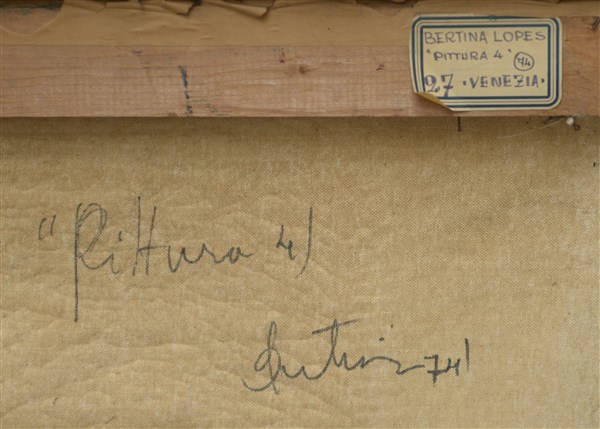 BERTINA LOPES
"PITTURA 4" 74
27 • VENEZIA •
"Pittura 4)
Bertina 74